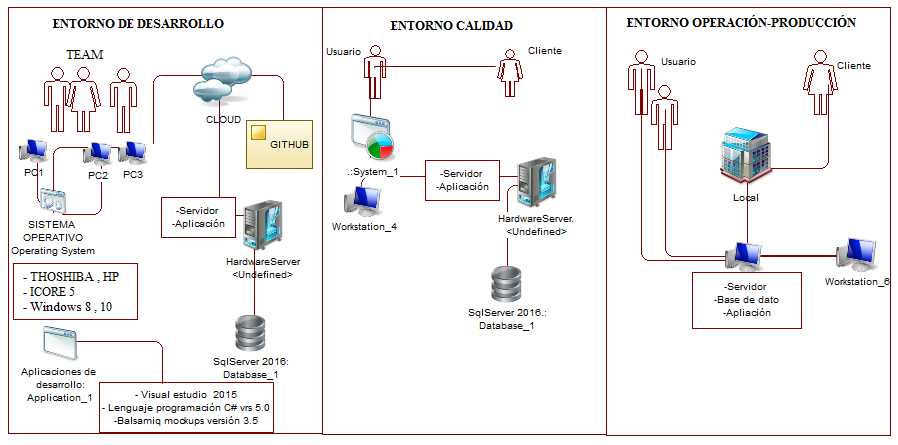 ENTORNO DE DESARROLLO
TEAM
CLOUD
GITHUB
PC1
PC2
PC3
SISTEMA
OPERATIVO
Operating System
-Servidor
-Aplicación
HardwareServer
<Undefined>
- THOSHIBA , HP
- ICORE 5
- Windows 8 , 10
SqlServer 2016:
Database_1
Aplicaciones de
desarrollo:
Application_1
- Visual estudio  2015
- Lenguaje programación C# vrs 5.0
-Balsamiq mockups versión 3.5
ENTORNO CALIDAD
Usuario
Cliente
.:System_1
-Servidor
-Aplicación
Workstation_4
HardwareServer.
<Undefined>
SqlServer 2016.:
Database_1
ENTORNO OPERACIÓN-PRODUCCIÓN
Usuario
Cliente
Local
Workstation_6
-Servidor
-Base de dato
-Apliación